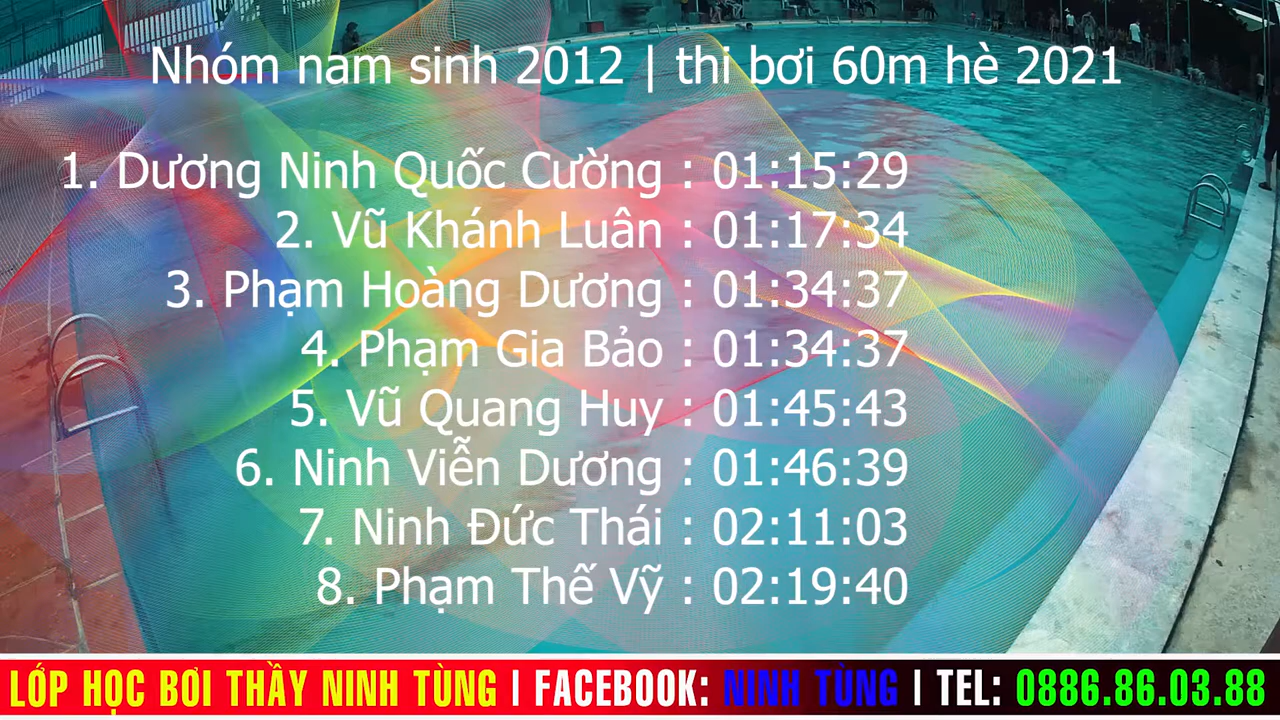 Nhóm nam sinh 2012 | thi bơi 60m hè 2021
1. Dương Ninh Quốc Cường : 01:15:29
2. Vũ Khánh Luân : 01:17:34
3. Phạm Hoàng Dương : 01:34:37
4. Phạm Gia Bảo : 01:34:37
5. Vũ Quang Huy : 01:45:43
6. Ninh Viễn Dương : 01:46:39
7. Ninh Đức Thái : 02:11:03
8. Phạm Thế Vỹ : 02:19:40
LỚP HỌC BƠI THẦY NINH TÙNG I FACEBOOK: NINH TÙNG I TEL: 0886.86.03.88